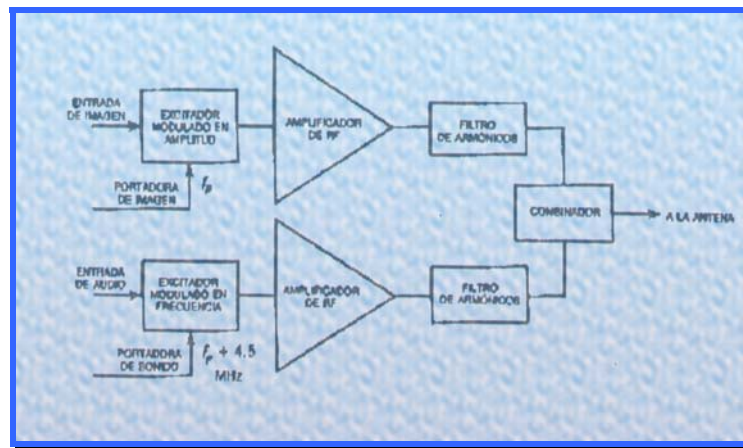 ENTRADA
DE IMAGEN
EXCITADOR
MODULADO EN
AMPLITUD
PORTADORA
DE IMAGEN
fp
AMPLIFICADOR
DE RF
FILTRO
DE ARMÓNICOS
COMBINADOR
A LA ANTENA
ENTRADA
DE AUDIO
EXCITADOR
MODULADO EN
FRECUENCIA
PORTADORA
DE SONIDO
fp + 4.5
MHz
AMPLIFICADOR
DE RF
FILTRO
DE ARMÓNICOS